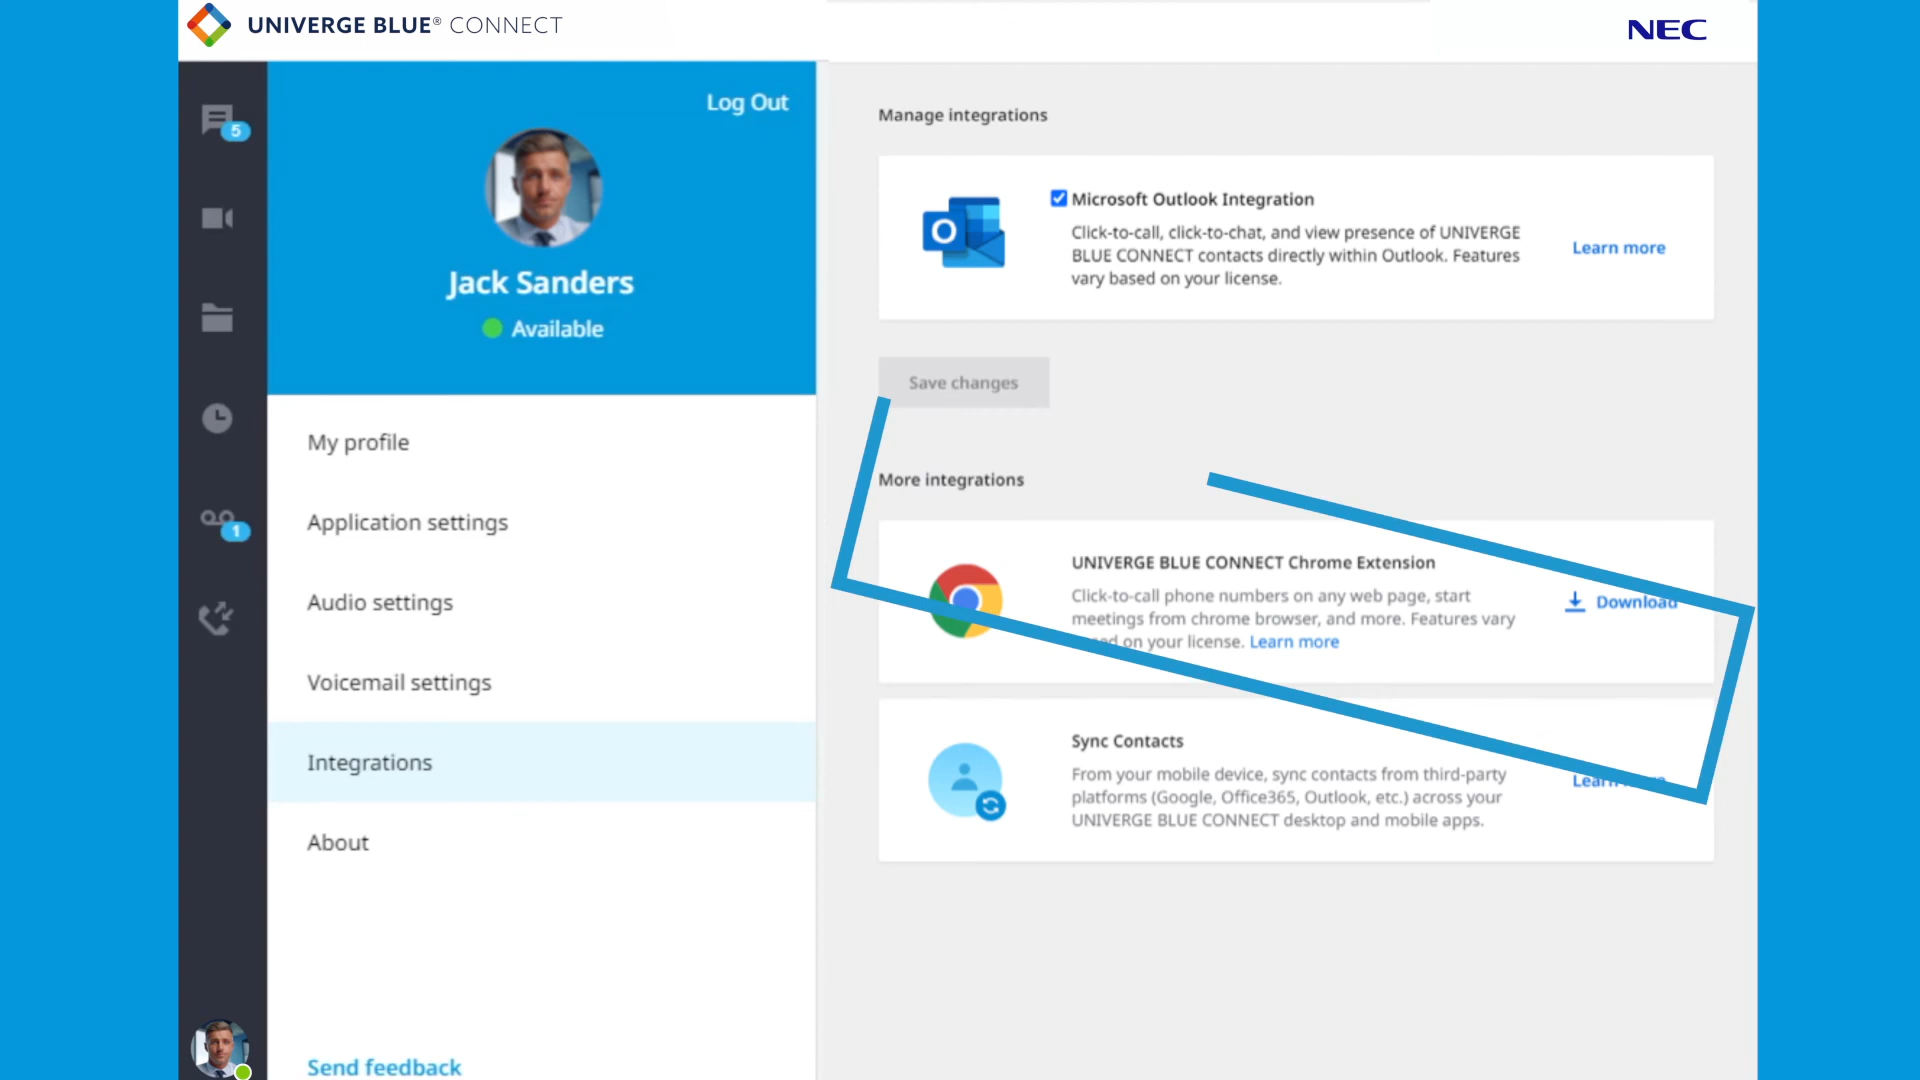 UNIVERGE BLUE® CONNECT
NEC
5
1
Log Out
Jack Sanders
Available
My profile
Application settings
Audio settings
Voicemail settings
Integrations
About
Send feedback
Manage integrations
Microsoft Outlook Integration
Click-to-call, click-to-chat, and view presence of UNIVERGE
BLUE CONNECT contacts directly within Outlook. Features
vary based on your license.
Learn more
Save changes
More integrations
UNIVERGE BLUE CONNECT Chrome Extension
Click-to-call phone numbers on any web page, start
meetings from chrome browser, and more. Features vary
on your license. Learn more
Download
Sync Contacts
From your mobile device, sync contacts from third-party
platforms (Google, Office365, Outlook, etc.) across your
UNIVERGE BLUE CONNECT desktop and mobile apps.